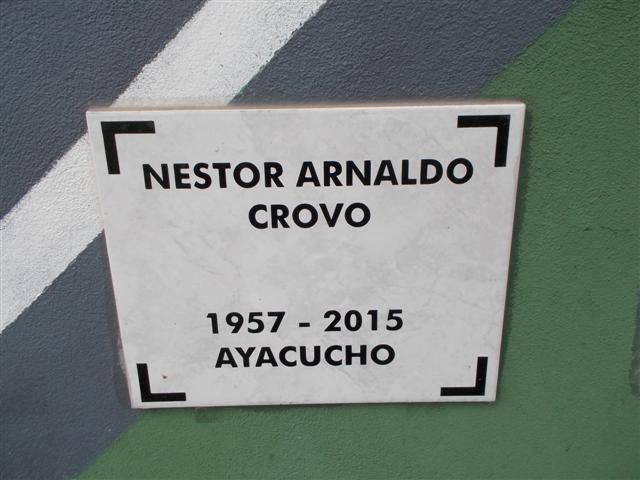 NESTOR ARNALDO
CROVO
1957 - 2015
AYACUCHO